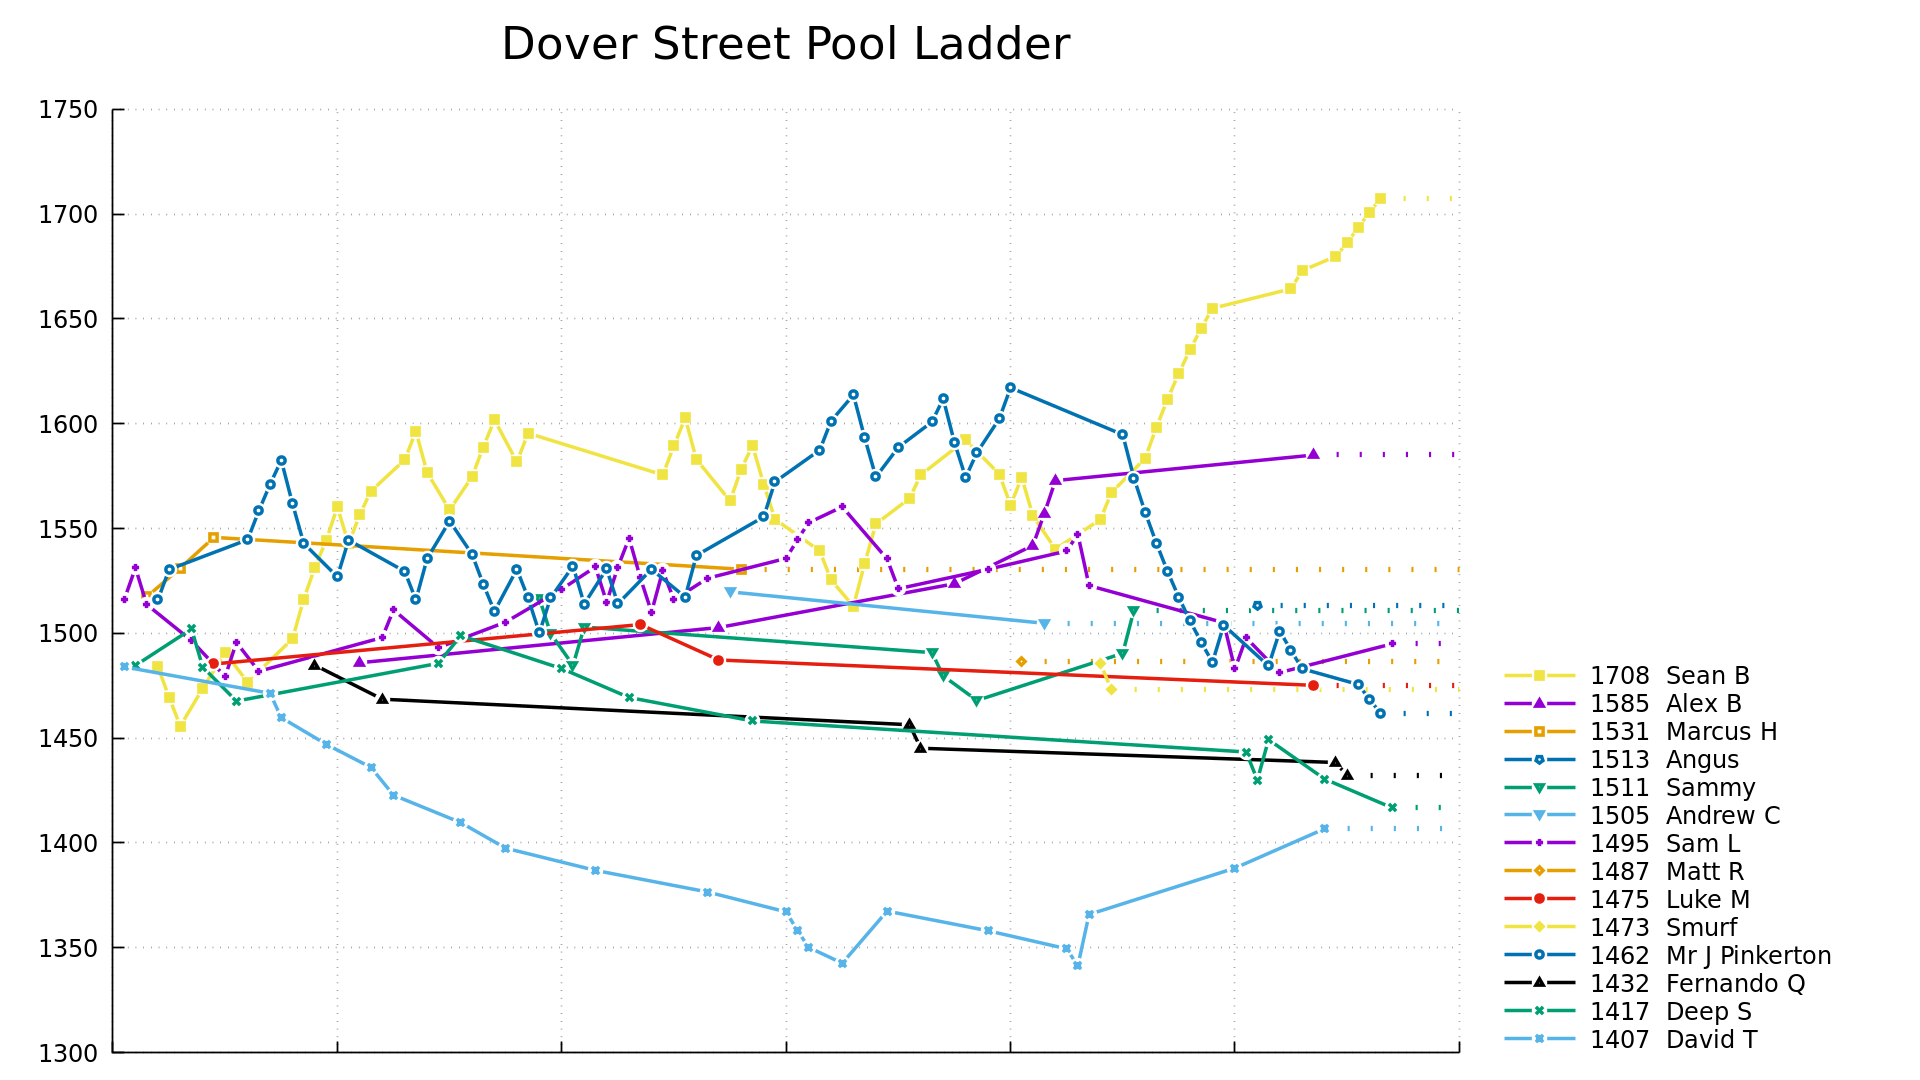 Dover Street Pool Ladder
1750
1700
1650
1600
1550
1500
1450
1400
1350
1300
1708 Sean B
1585 Alex B
1531 Marcus H
1513 Angus
1511 Sammy
1505 Andrew C
1495 Sam L
1487 Matt R
1475 Luke M
1473 Smurf
1462 Mr J Pinkerton
1432 Fernando Q
1417 Deep S
1407 David T